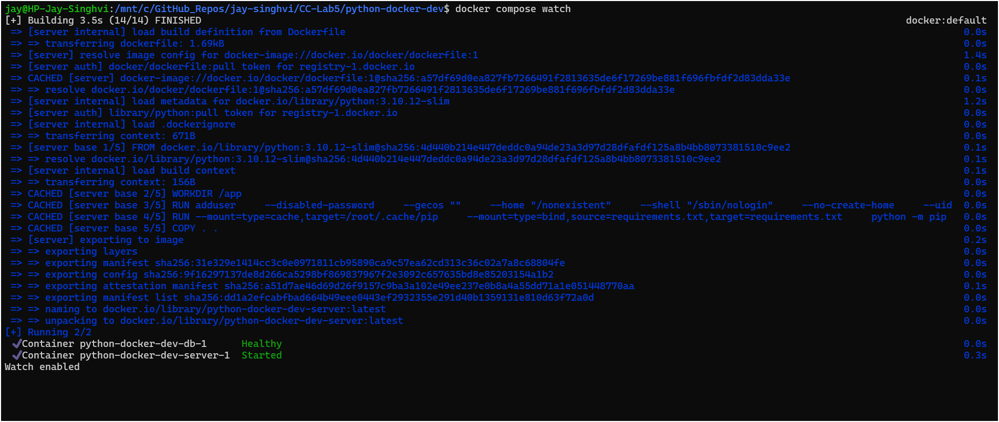 jay@HP-Jay-Singhvi:/mnt/c/GitHub_Repos/jay-singhvi/CC-Lab5/python-docker-dev$ docker compose watch
[+] Building 3.5s (14/14) FINISHED docker:default
=> [server internal] load build definition from Dockerfile 0.0s
=> => transferring dockerfile: 1.69kB 0.0s
=> [server] resolve image config for docker-image://docker.io/docker/dockerfile:1 1.4s
=> [server auth] docker/dockerfile:pull token for registry-1.docker.io 0.0s
=> CACHED [server] docker-image://docker.io/docker/dockerfile:1@sha256:a57df69d0ea827fb7266491f2813635de6f17269be881f696fbfdf2d83dda33e 0.1s
=> => resolve docker.io/docker/dockerfile:1@sha256:a57df69d0ea827fb7266491f2813635de6f17269be881f696fbfdf2d83dda33e 0.0s
=> [server internal] load metadata for docker.io/library/python:3.10.12-slim 1.2s
=> [server auth] library/python:pull token for registry-1.docker.io 0.0s
=> [server internal] load .dockerignore 0.0s
=> => transferring context: 671B 0.0s
=> [server base 1/5] FROM docker.io/library/python:3.10.12-slim@sha256:4d440b214e447deddc0a94de23a3d97d28dfafdf125a8b4bb8073381510c9ee2 0.1s
=> => resolve docker.io/library/python:3.10.12-slim@sha256:4d440b214e447deddc0a94de23a3d97d28dfafdf125a8b4bb8073381510c9ee2 0.1s
=> [server internal] load build context 0.1s
=> => transferring context: 156B 0.0s
=> CACHED [server base 2/5] WORKDIR /app 0.0s
=> CACHED [server base 3/5] RUN adduser --disabled-password --gecos "" --home "/nonexistent" --shell "/sbin/nologin" --no-create-home --uid 0.0s
=> CACHED [server base 4/5] RUN --mount=type=cache,target=/root/.cache/pip --mount=type=bind,source=requirements.txt,target=requirements.txt python -m pip 0.0s
=> CACHED [server base 5/5] COPY . . 0.0s
=> [server] exporting to image 0.2s
=> => exporting layers 0.0s
=> => exporting manifest sha256:31e329e1414cc3c0e0971811cb95890ca9c57ea62cd313c36c02a7a8c68804fe 0.0s
=> => exporting config sha256:9f16297137de8d266ca5298bf869837967f2e3092c657635bd8e85203154a1b2 0.0s
=> => exporting attestation manifest sha256:a51d7ae46d69d26f9157c9ba3a102e49ee237e0b8a4a55dd71a1e051448770aa 0.1s
=> => exporting manifest list sha256:dd1a2efcabfbad664b49eee0443ef2932355e291d40b1359131e810d63f72a0d 0.0s
=> => naming to docker.io/library/python-docker-dev-server:latest 0.0s
=> => unpacking to docker.io/library/python-docker-dev-server:latest 0.0s
[+] Running 2/2
✔Container python-docker-dev-db-1 Healthy 0.0s
✔Container python-docker-dev-server-1 Started 0.3s
Watch enabled